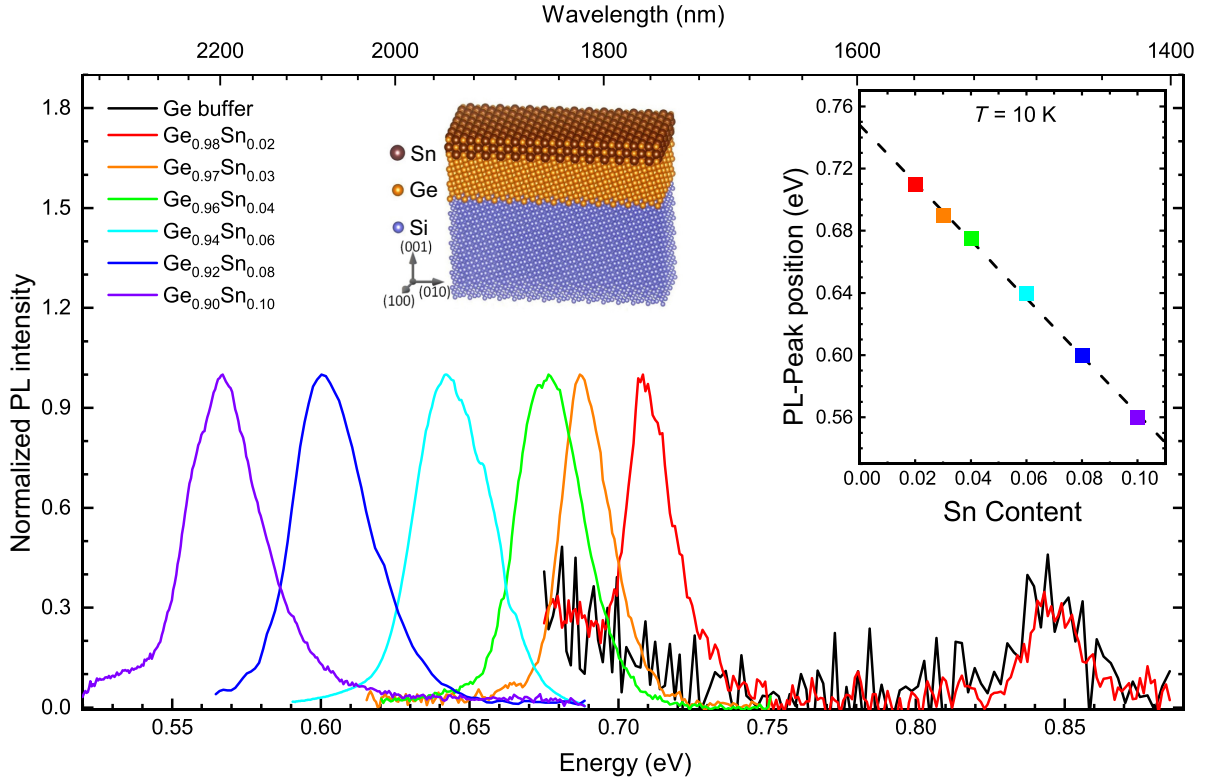 Wavelength (nm)
2200 2000 1800 1600 1400
1.8
1.5
1.2
0.9
0.6
0.3
0.0
Normalized PL intensity
Ge buffer
Ge0.98Sn0.02
Ge0.97Sn0.03
Ge0.96Sn0.04
Ge0.94Sn0.06
Ge0.92Sn0.08
Ge0.90Sn0.10
Sn
Ge
Si
(001)
(010)
(100)
T = 10 K
0.76
0.72
0.68
0.64
0.60
0.56
PL-Peak position (eV)
0.00 0.02 0.04 0.06 0.08 0.10
Sn Content
0.55 0.60 0.65 0.70 0.75 0.80 0.85
Energy (eV)